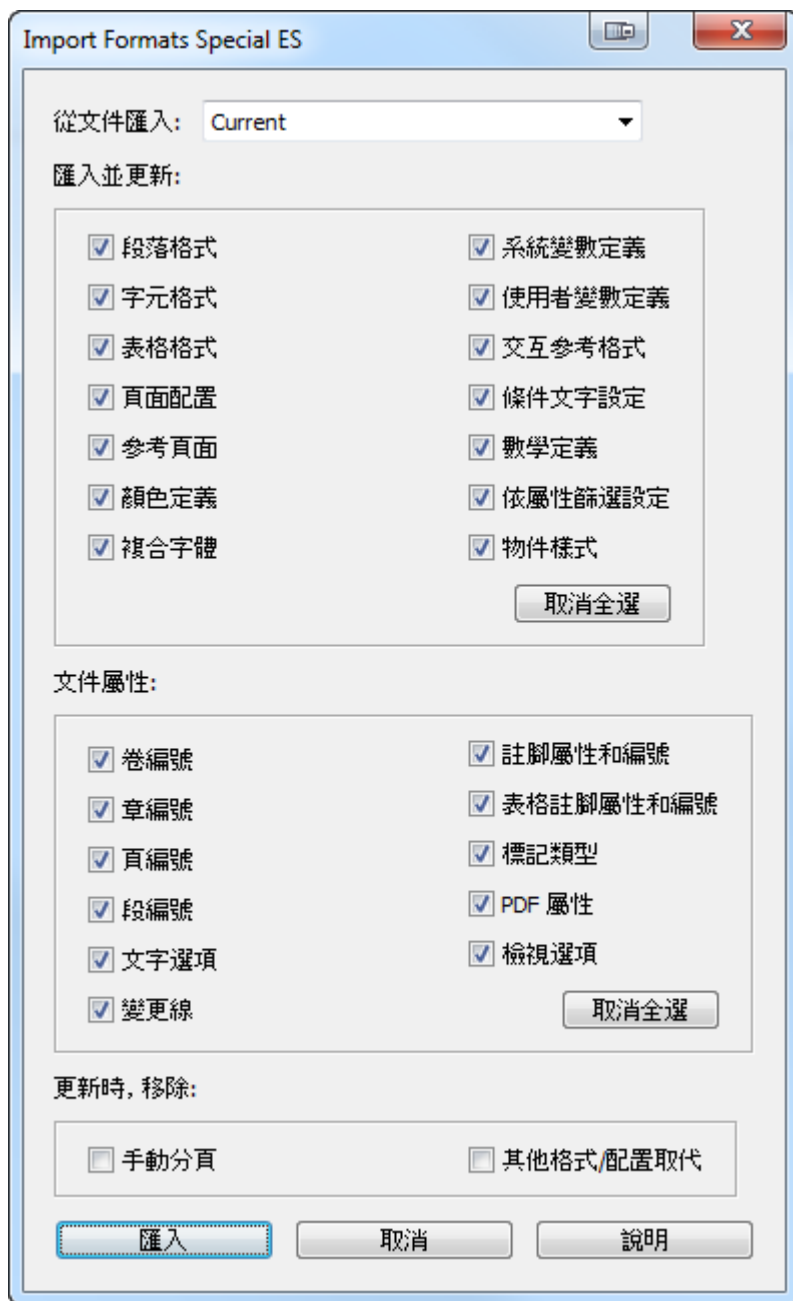 Import Formats Special ES
從文件匯入: Current
匯入並更新:
段落格式
字元格式
表格格式
頁面配置
參考頁面
顏色定義
複合字體
系統變數定義
使用者變數定義
交互參考格式
條件文字設定
數學定義
依屬性篩選設定
物件樣式
取消全選
文件屬性:
卷編號
章編號
頁編號
段編號
文字選項
變更線
註腳屬性和編號
表格註腳屬性和編號
標記類型
PDF 屬性
檢視選項
取消全選
更新時, 移除:
手動分頁
其他格式/配置取代
匯入
取消
說明